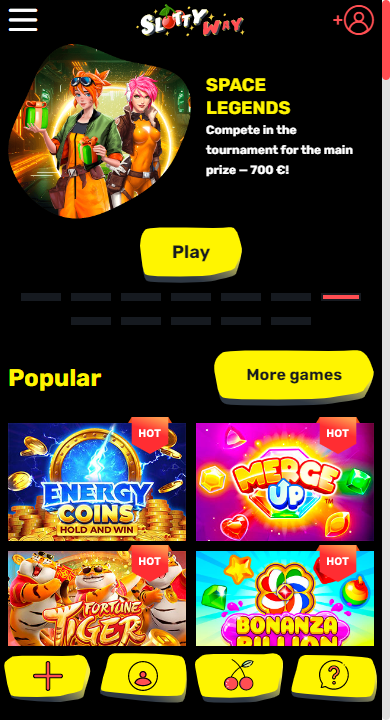 SLOTTY WAY
SPACE
LEGENDS
Compete in the
tournament for the main
prize — 700 €!
Play
Popular
More games
HOT
HOT
ENERGY
COINS
HOLD AND WIN
MERGE
UP™
HOT
HOT
FORTUNE
TIGER
BONANZA
BILLION